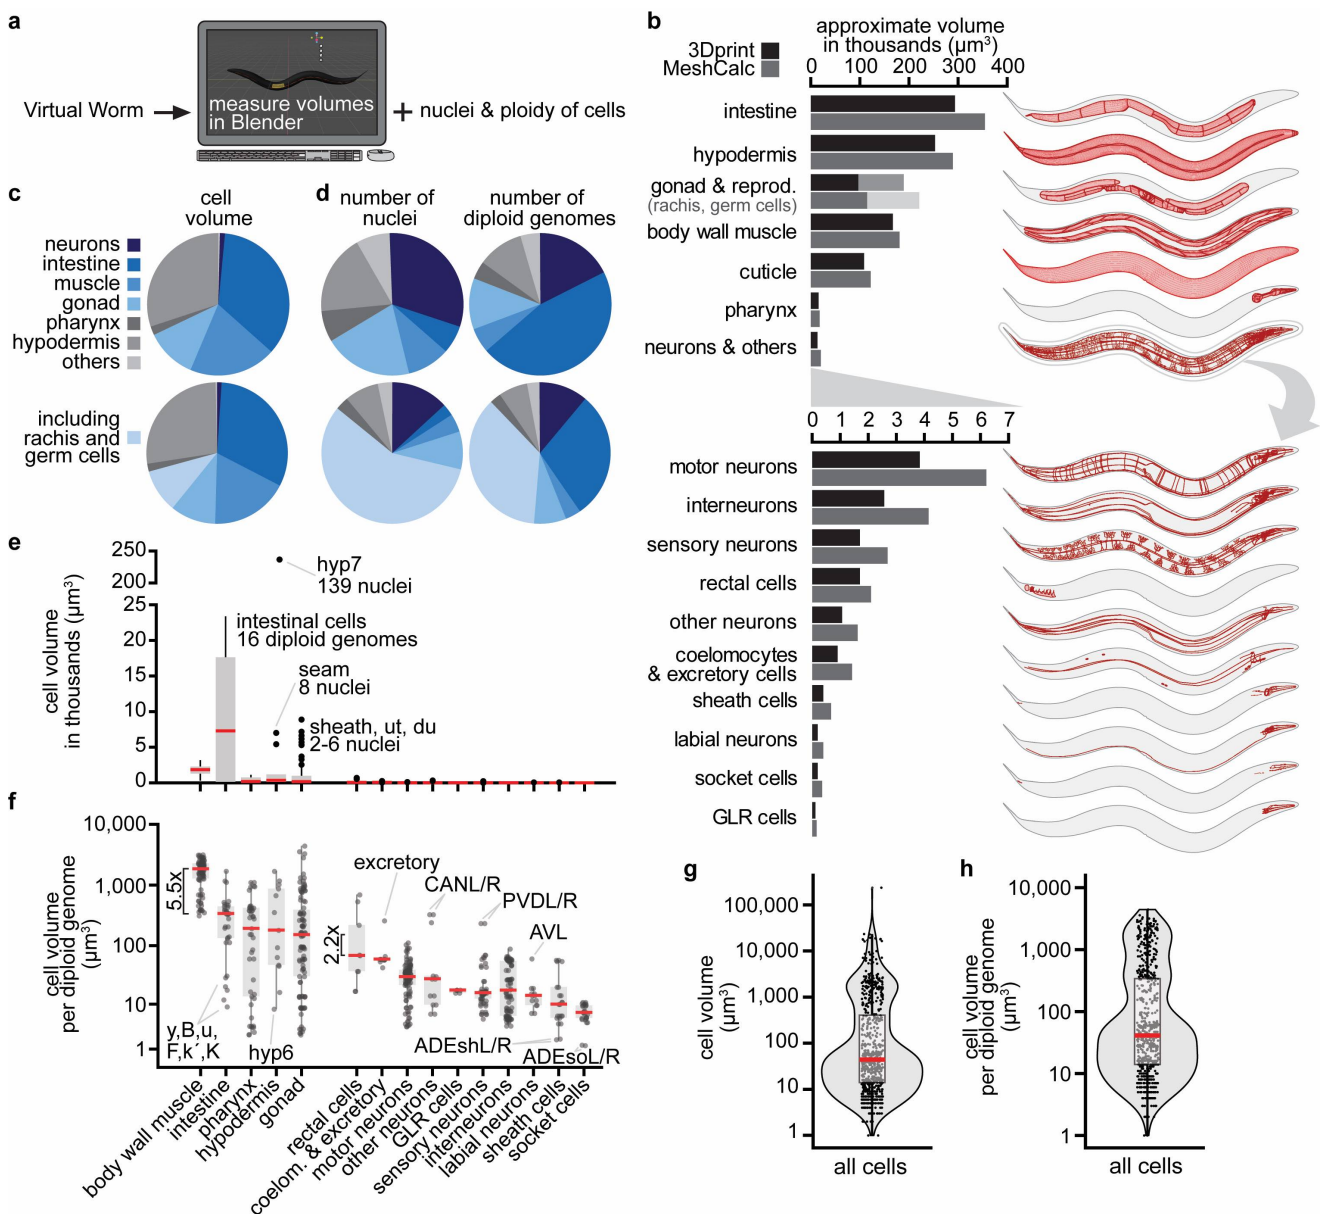 a
Virtual Worm
measure volumes
in Blender
+ nuclei & ploidy of cells
b
approximate volume
in thousands (µm³)
3Dprint
MeshCalc
0 100 200 300 400
intestine
hypodermis
gonad & reprod.
(rachis, germ cells)
body wall muscle
cuticle
pharynx
neurons & others
0 1 2 3 4 5 6 7
motor neurons
interneurons
sensory neurons
rectal cells
other neurons
coelomocytes
& excretory cells
sheath cells
labial neurons
socket cells
GLR cells
c
cell
volume
d
number of
nuclei
number of
diploid genomes
neurons
intestine
muscle
gonad
pharynx
hypodermis
others
including
rachis and
germ cells
e
cell volume
in thousands (µm³)
250
200
25
20
15
10
5
0
hyp7
139 nuclei
intestinal cells
16 diploid genomes
seam
8 nuclei
sheath, ut, du
2-6 nuclei
f
cell volume
per diploid genome
(µm³)
10,000
1,000
100
10
1
5.5x
2.2x
excretory
CANL/R
PVDL/R
AVL
y,B,u,
F,k´,K
hyp6
ADEshL/R
ADEsoL/R
body wall muscle
intestine
pharynx
hypodermis
gonad
rectal cells
coelom. & excretory
motor neurons
other neurons
GLR cells
sensory neurons
interneurons
labial neurons
sheath cells
socket cells
g
cell volume
(µm³)
100,000
10,000
1,000
100
10
1
all cells
h
cell volume
per diploid genome
(µm³)
10,000
1,000
100
10
1
all cells